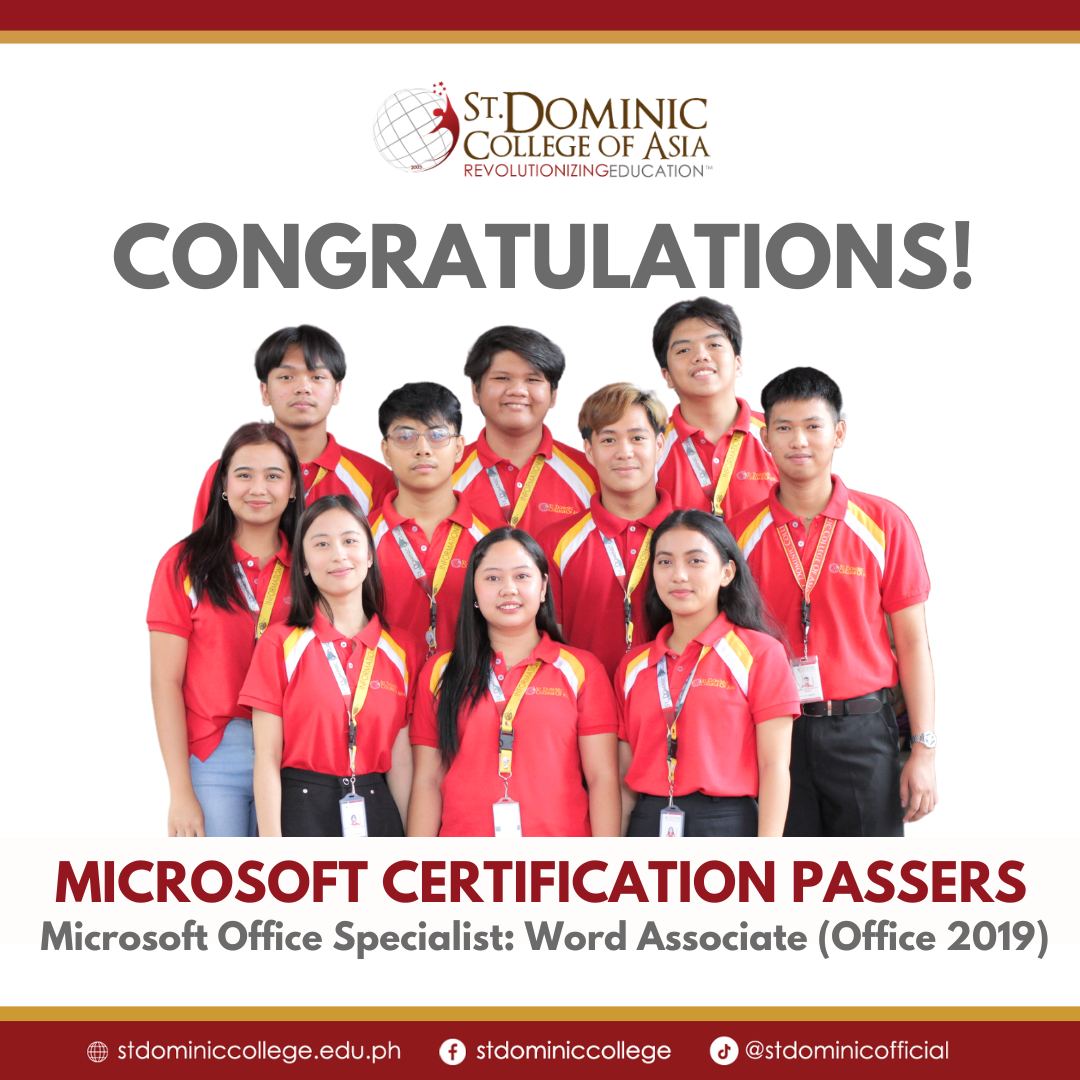 ST. DOMINIC
COLLEGE OF ASIA
REVOLUTIONIZINGEDUCATION™
CONGRATULATIONS!
MICROSOFT CERTIFICATION PASSERS
Microsoft Office Specialist: Word Associate (Office 2019)
stdominiccollege.edu.ph stdominiccollege @stdominicofficial